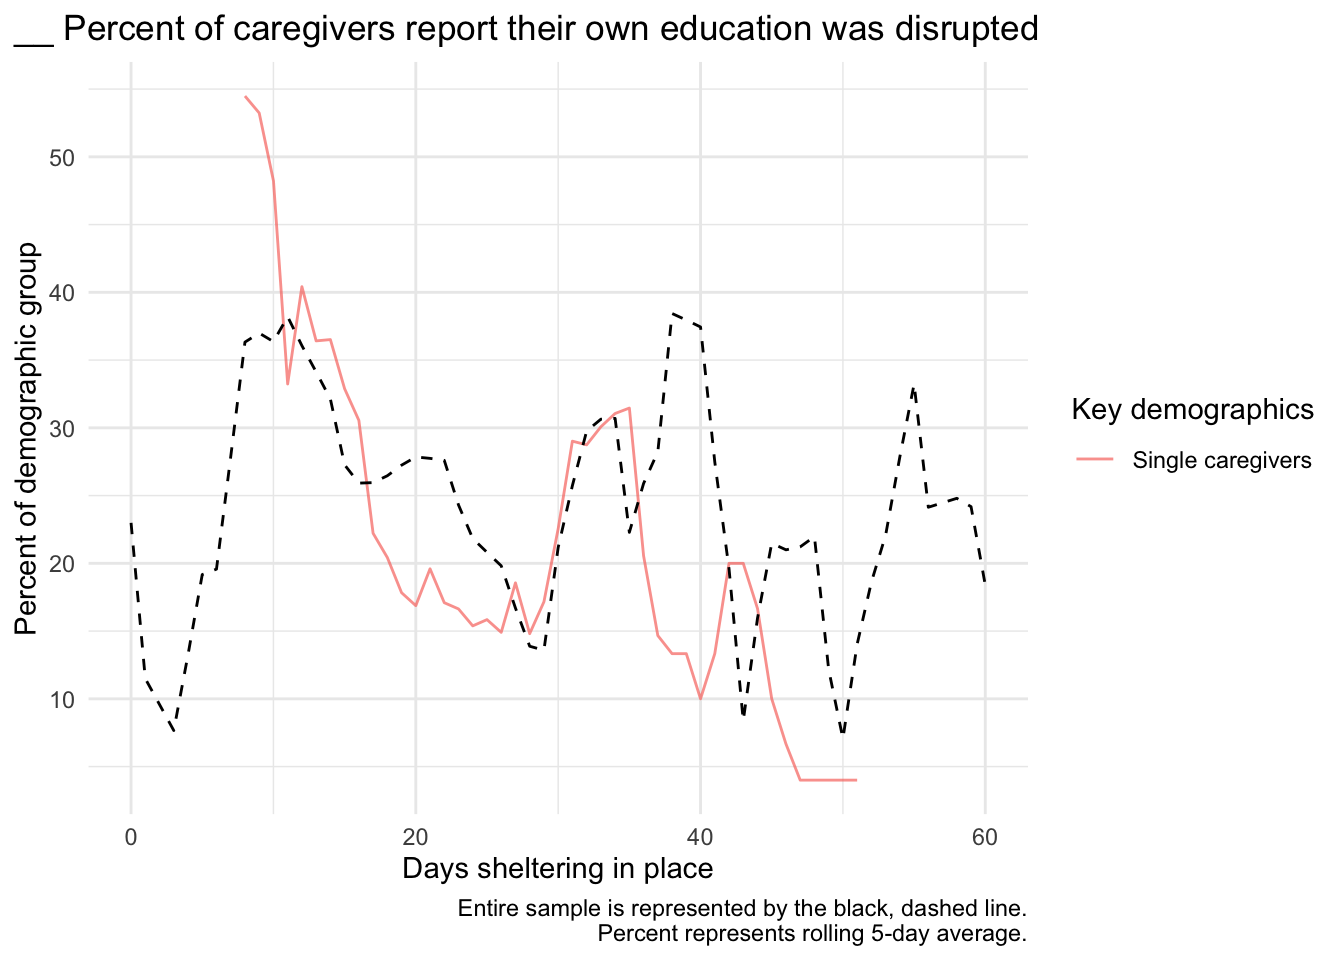 __ Percent of caregivers report their own education was disrupted
Percent of demographic group
50
40
30
20
10
0
20
40
60
Days sheltering in place
Key demographics
Single caregivers
Entire sample is represented by the black, dashed line.
Percent represents rolling 5-day average.